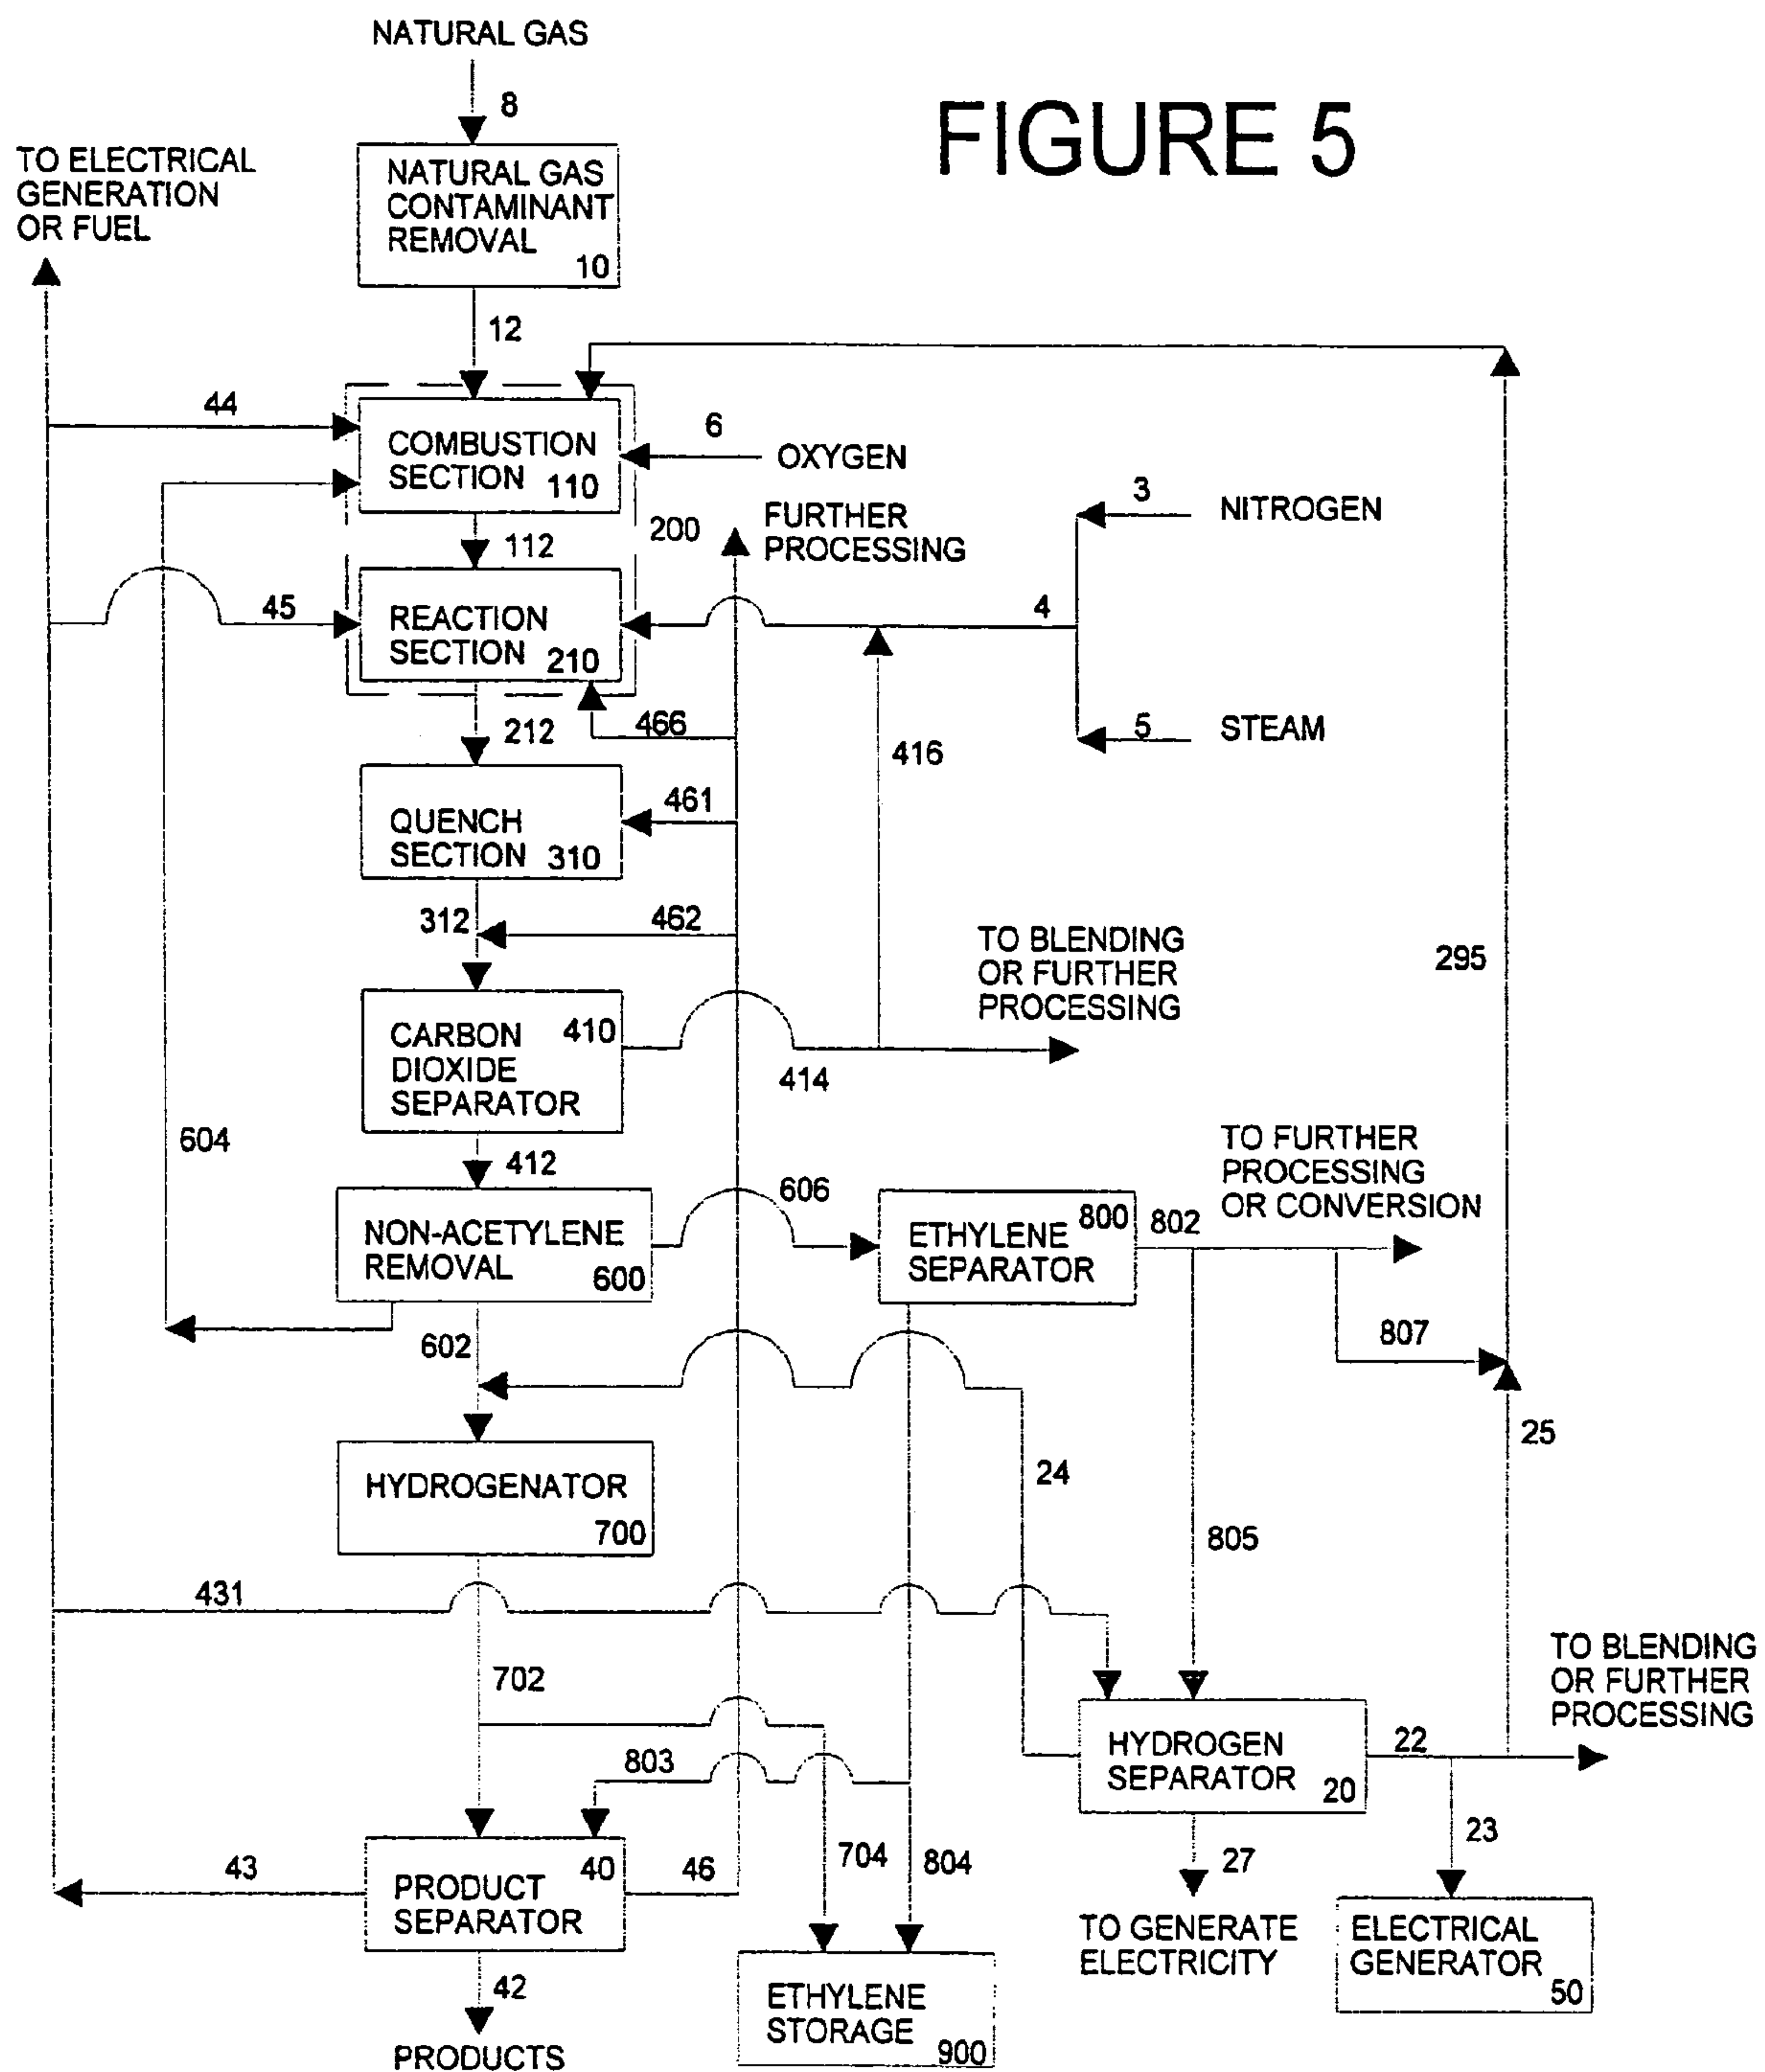 NATURAL GAS
8
FIGURE 5
TO ELECTRICAL
GENERATION
OR FUEL
NATURAL GAS
CONTAMINANT
REMOVAL
10
12
44
6
COMBUSTION
SECTION
110
OXYGEN
3
NITROGEN
200
FURTHER
PROCESSING
112
45
4
REACTION
SECTION
210
212
466
5
STEAM
416
461
QUENCH
SECTION
310
312
462
TO BLENDING
OR FURTHER
PROCESSING
295
CARBON
DIOXIDE
SEPARATOR
410
414
604
412
606
TO FURTHER
PROCESSING
OR CONVERSION
NON-ACETYLENE
REMOVAL
600
ETHYLENE
SEPARATOR
800
802
602
807
25
24
HYDROGENATOR
700
805
431
702
TO BLENDING
OR FURTHER
PROCESSING
803
HYDROGEN
SEPARATOR
20
22
23
43
PRODUCT
SEPARATOR
40
46
704
804
27
TO GENERATE
ELECTRICITY
ELECTRICAL
GENERATOR
50
42
PRODUCTS
ETHYLENE
STORAGE
900